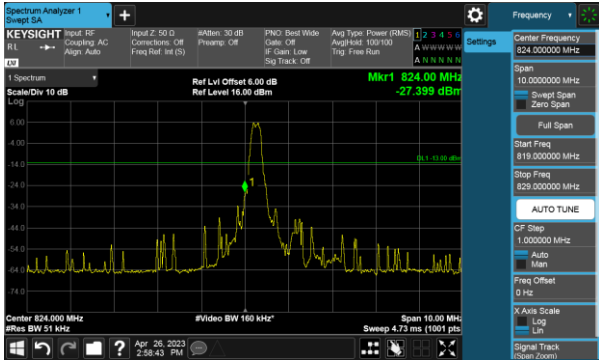 Spectrum Analyzer 1
Swept SA
+
Frequency
KEYSIGHT
RL
Input: RF
Coupling: AC
Align: Auto
Input Z: 50 Ω
Corrections: Off
Freq Ref: Int (S)
#Atten: 30 dB
Preamp: Off
PNO: Best Wide
Gate: Off
IF Gain: Low
Sig Track: Off
Avg Type: Power (RMS)
Avg|Hold: 100/100
Trig: Free Run
1 2 3 4 5 6
A W W W W W
A N N N N N
LXI
1 Spectrum
Scale/Div 10 dB
Ref Lvl Offset 6.00 dB
Ref Level 16.00 dBm
Mkr1 824.00 MHz
-27.399 dBm
Log
6.00
-4.00
-14.0
-24.0
-34.0
-44.0
-54.0
-64.0
-74.0
DL1 -13.00 dBm
1
Center 824.000 MHz
#Res BW 51 kHz
#Video BW 160 kHz*
Span 10.00 MHz
Sweep 4.73 ms (1001 pts)
Apr 26, 2023
2:58:43 PM
?
Settings
Center Frequency
824.000000 MHz
Span
10.0000000 MHz
Swept Span
Zero Span
Full Span
Start Freq
819.000000 MHz
Stop Freq
829.000000 MHz
AUTO TUNE
CF Step
1.000000 MHz
Auto
Man
Freq Offset
0 Hz
X Axis Scale
Log
Lin
Signal Track
(Span Zoom)